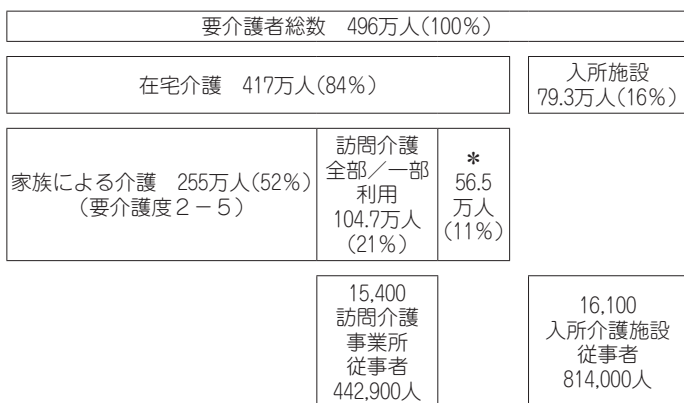 要介護者総数　496万人(100％)
在宅介護　417万人(84％)
入所施設
79.3万人(16％)
家族による介護　255万人(52％)
（要介護度２－５）
訪問介護
全部／一部
利用
104.7万人
(21％)
＊
56.5
万人
(11％)
15,400
訪問介護
事業所
従事者
442,900人
16,100
入所介護施設
従事者
814,000人